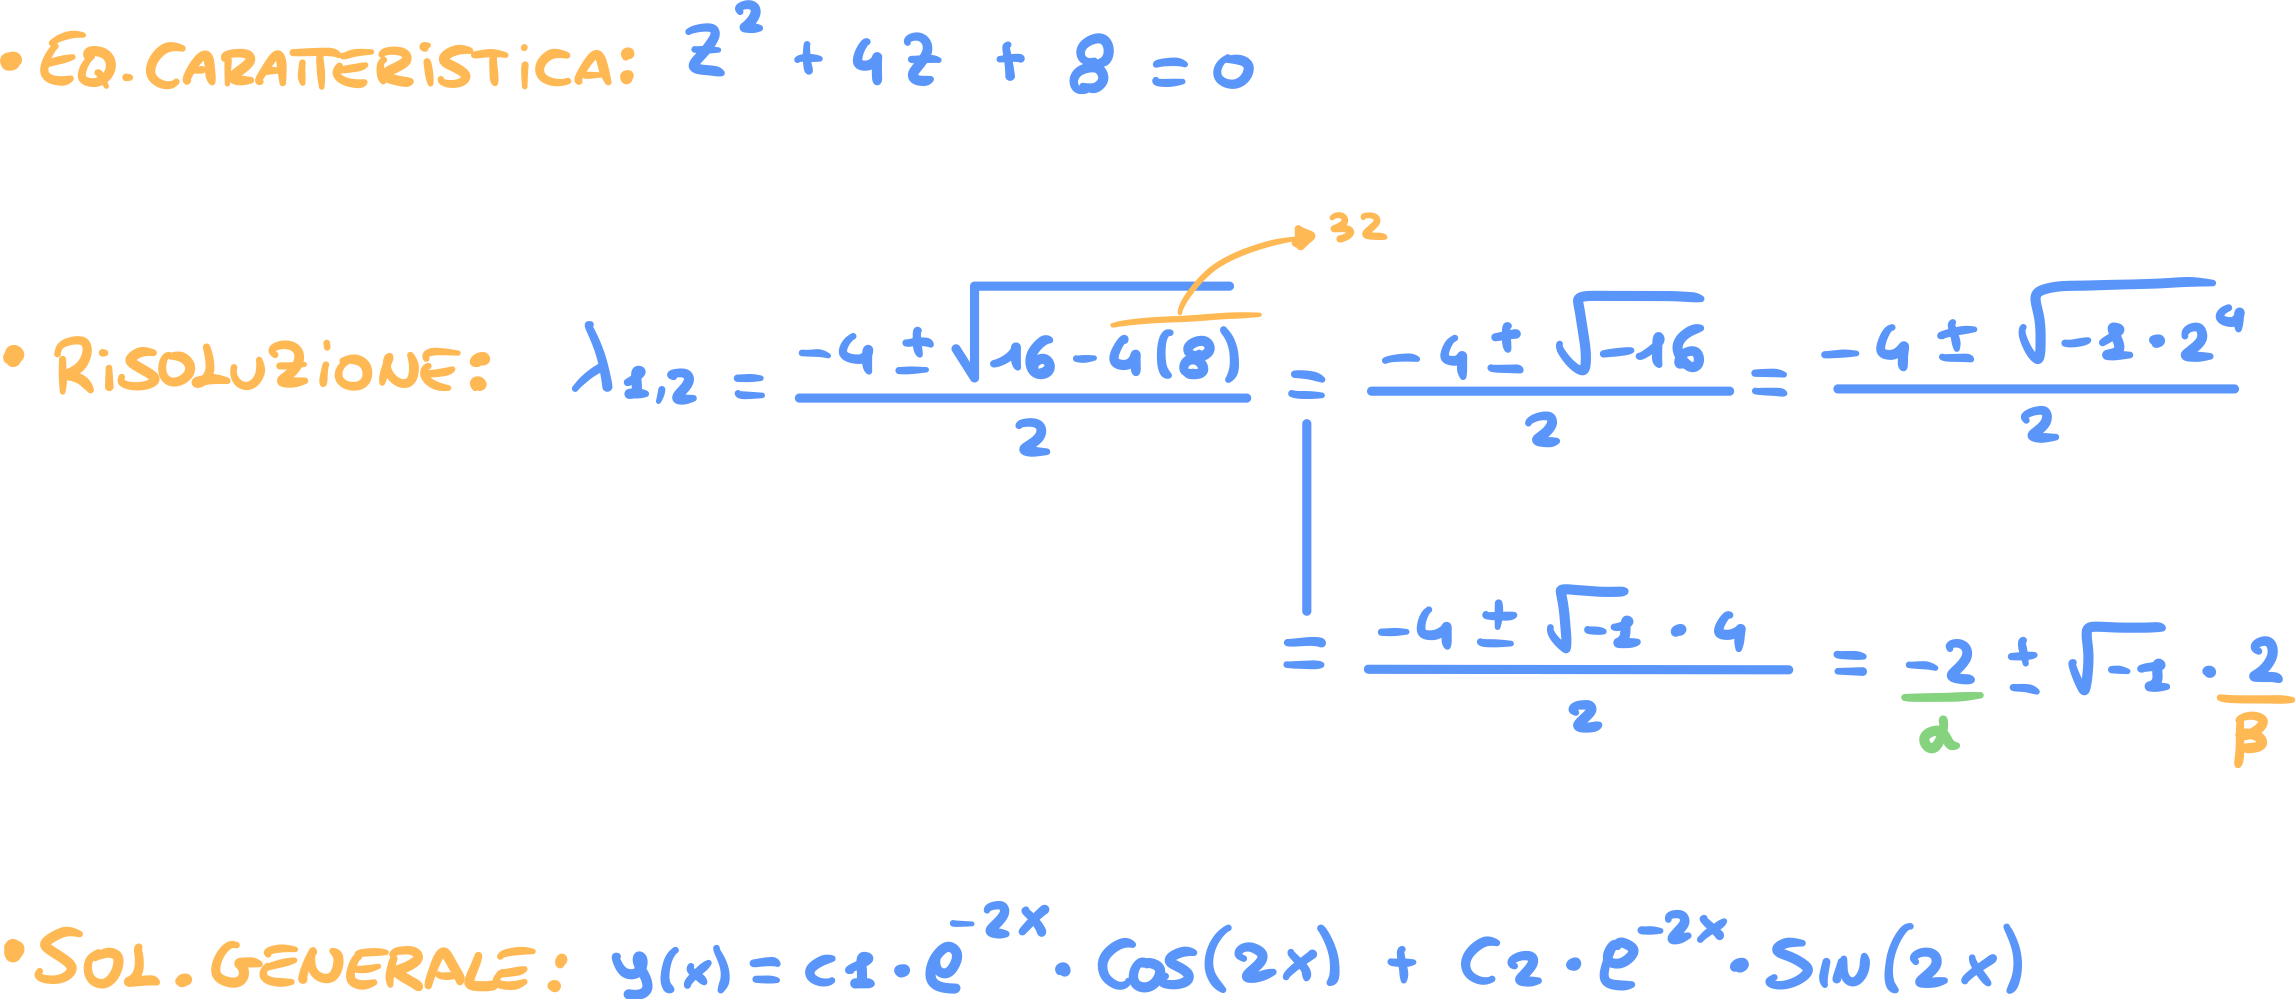 • EQ. CARATTERISTICA: z² + 4z + 8 = 0
32
• RISOLUZIONE: λ1,2 = (-4 ± √(16 - 4(8))) / 2 = (-4 ± √(-16)) / 2 = (-4 ± √(-1 · 2⁴)) / 2
= (-4 ± √(-1) · 4) / 2 = -2 ± √(-1) · 2
α β
• SOL. GENERALE: y(x) = c1 · e^(-2x) · cos(2x) + c2 · e^(-2x) · sin(2x)